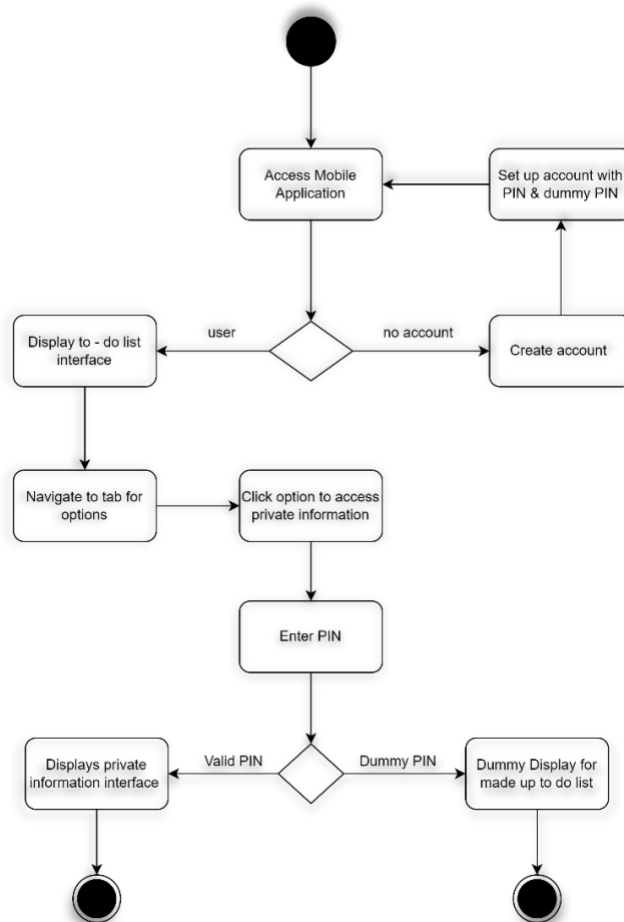 Access Mobile
Application
Set up account with
PIN & dummy PIN
user
no account
Display to - do list
interface
Create account
Navigate to tab for
options
Click option to access
private information
Enter PIN
Valid PIN
Dummy PIN
Displays private
information interface
Dummy Display for
made up to do list